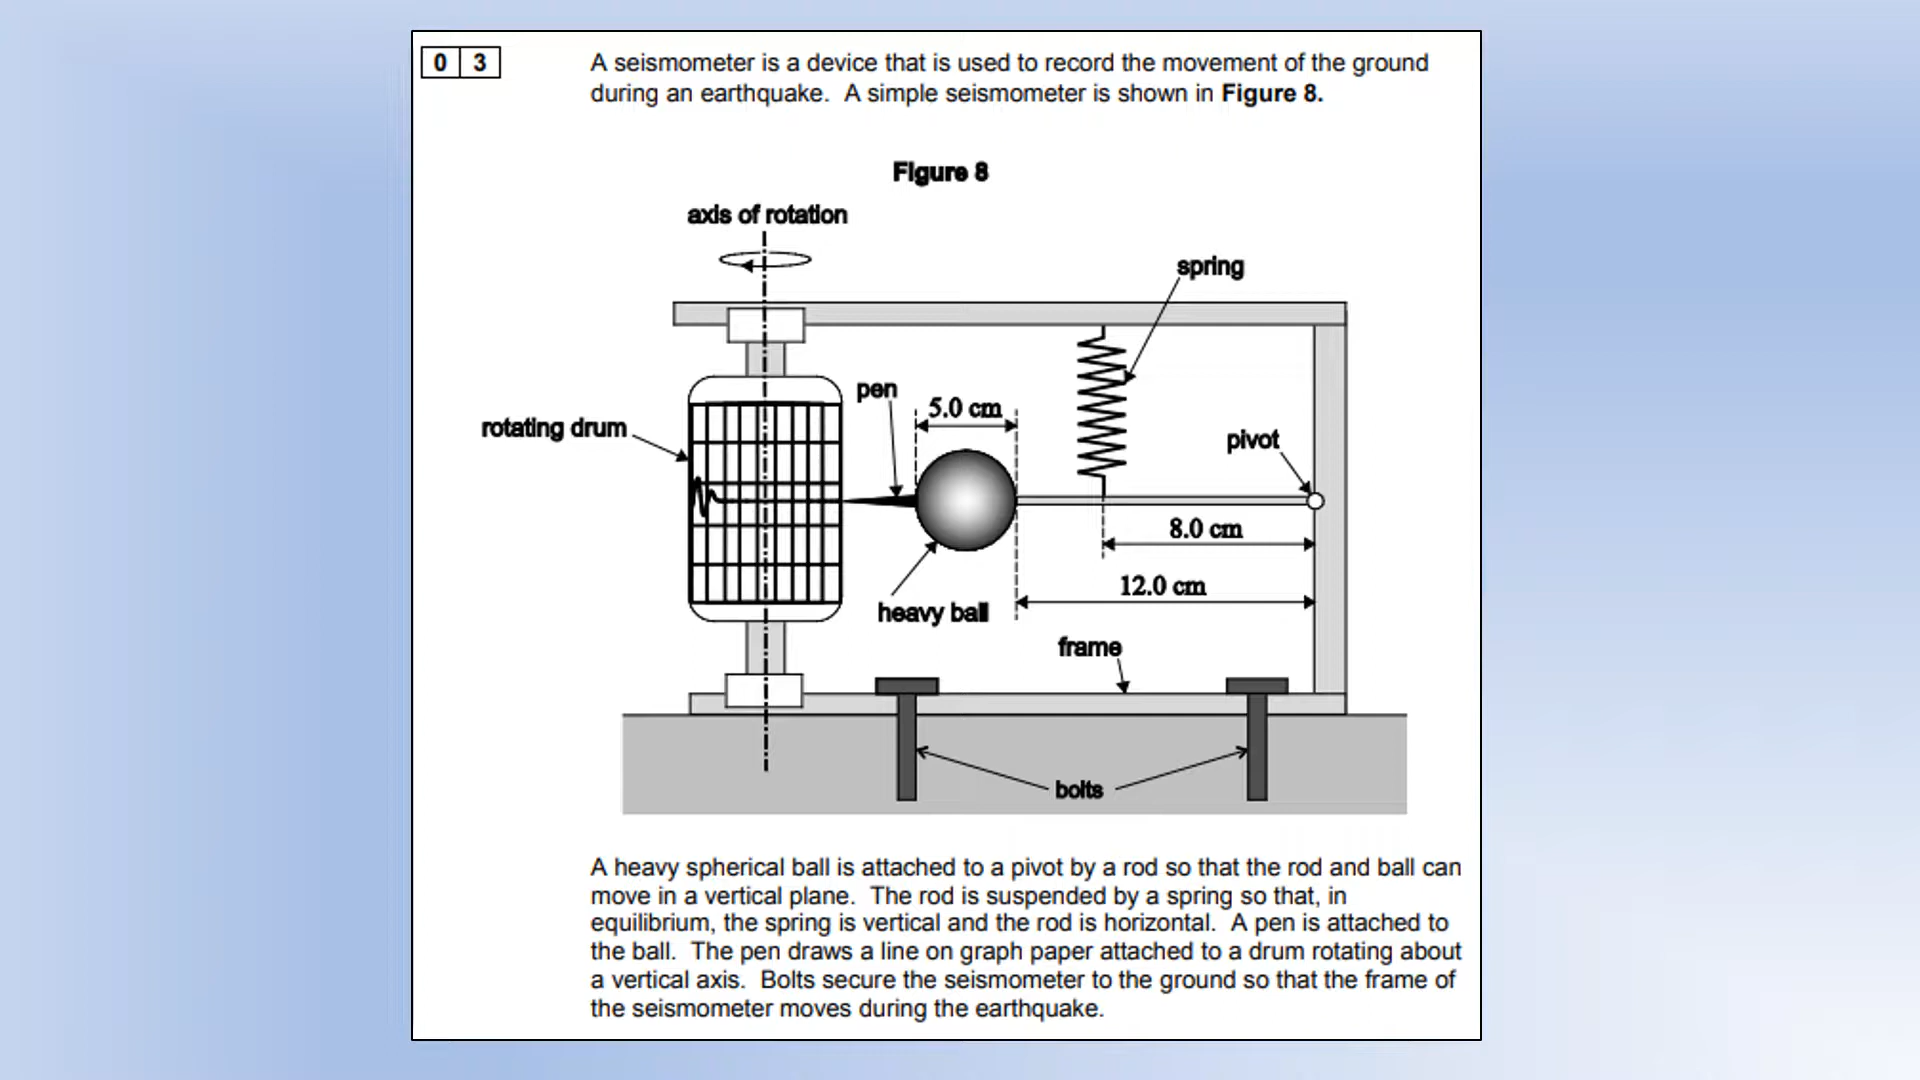 0 3
A seismometer is a device that is used to record the movement of the ground
during an earthquake. A simple seismometer is shown in Figure 8.
Figure 8
axis of rotation
spring
pen
5.0 cm
rotating drum
pivot
8.0 cm
12.0 cm
heavy ball
frame
bolts
A heavy spherical ball is attached to a pivot by a rod so that the rod and ball can
move in a vertical plane. The rod is suspended by a spring so that, in
equilibrium, the spring is vertical and the rod is horizontal. A pen is attached to
the ball. The pen draws a line on graph paper attached to a drum rotating about
a vertical axis. Bolts secure the seismometer to the ground so that the frame of
the seismometer moves during the earthquake.